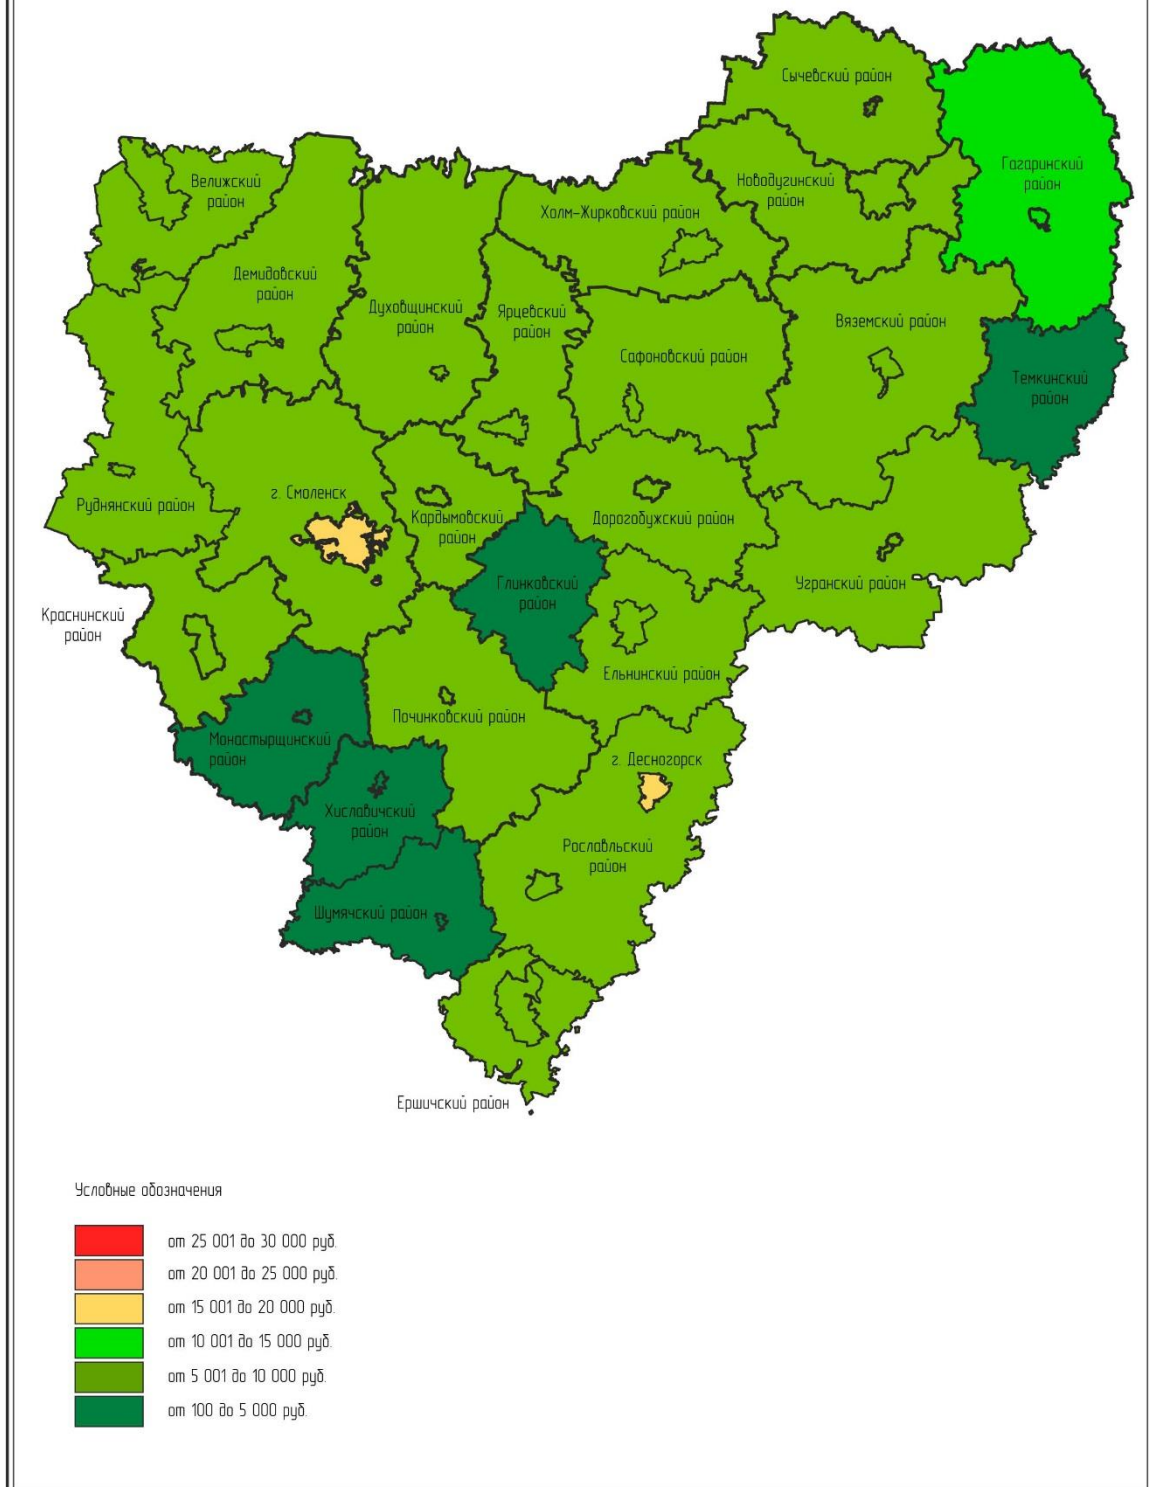 Сычевский район
Гагаринский
район
Велижский
район
Новодугинский
район
Холм-Жирковский район
Демидовский
район
Духовщинский
район
Ярцевский
район
Вяземский район
Сафоновский район
Темкинский
район
г. Смоленск
Руднянский район
Кардымовский
район
Дорогобужский район
Глинковский
район
Угранский район
Краснинский
район
Ельнинский район
Починковский район
Монастырщинский
район
г. Десногорск
Хиславичский
район
Рославльский
район
Шумячский район
Ершичский район
Условные обозначения
от 25 001 до 30 000 руб.
от 20 001 до 25 000 руб.
от 15 001 до 20 000 руб.
от 10 001 до 15 000 руб.
от 5 001 до 10 000 руб.
от 100 до 5 000 руб.